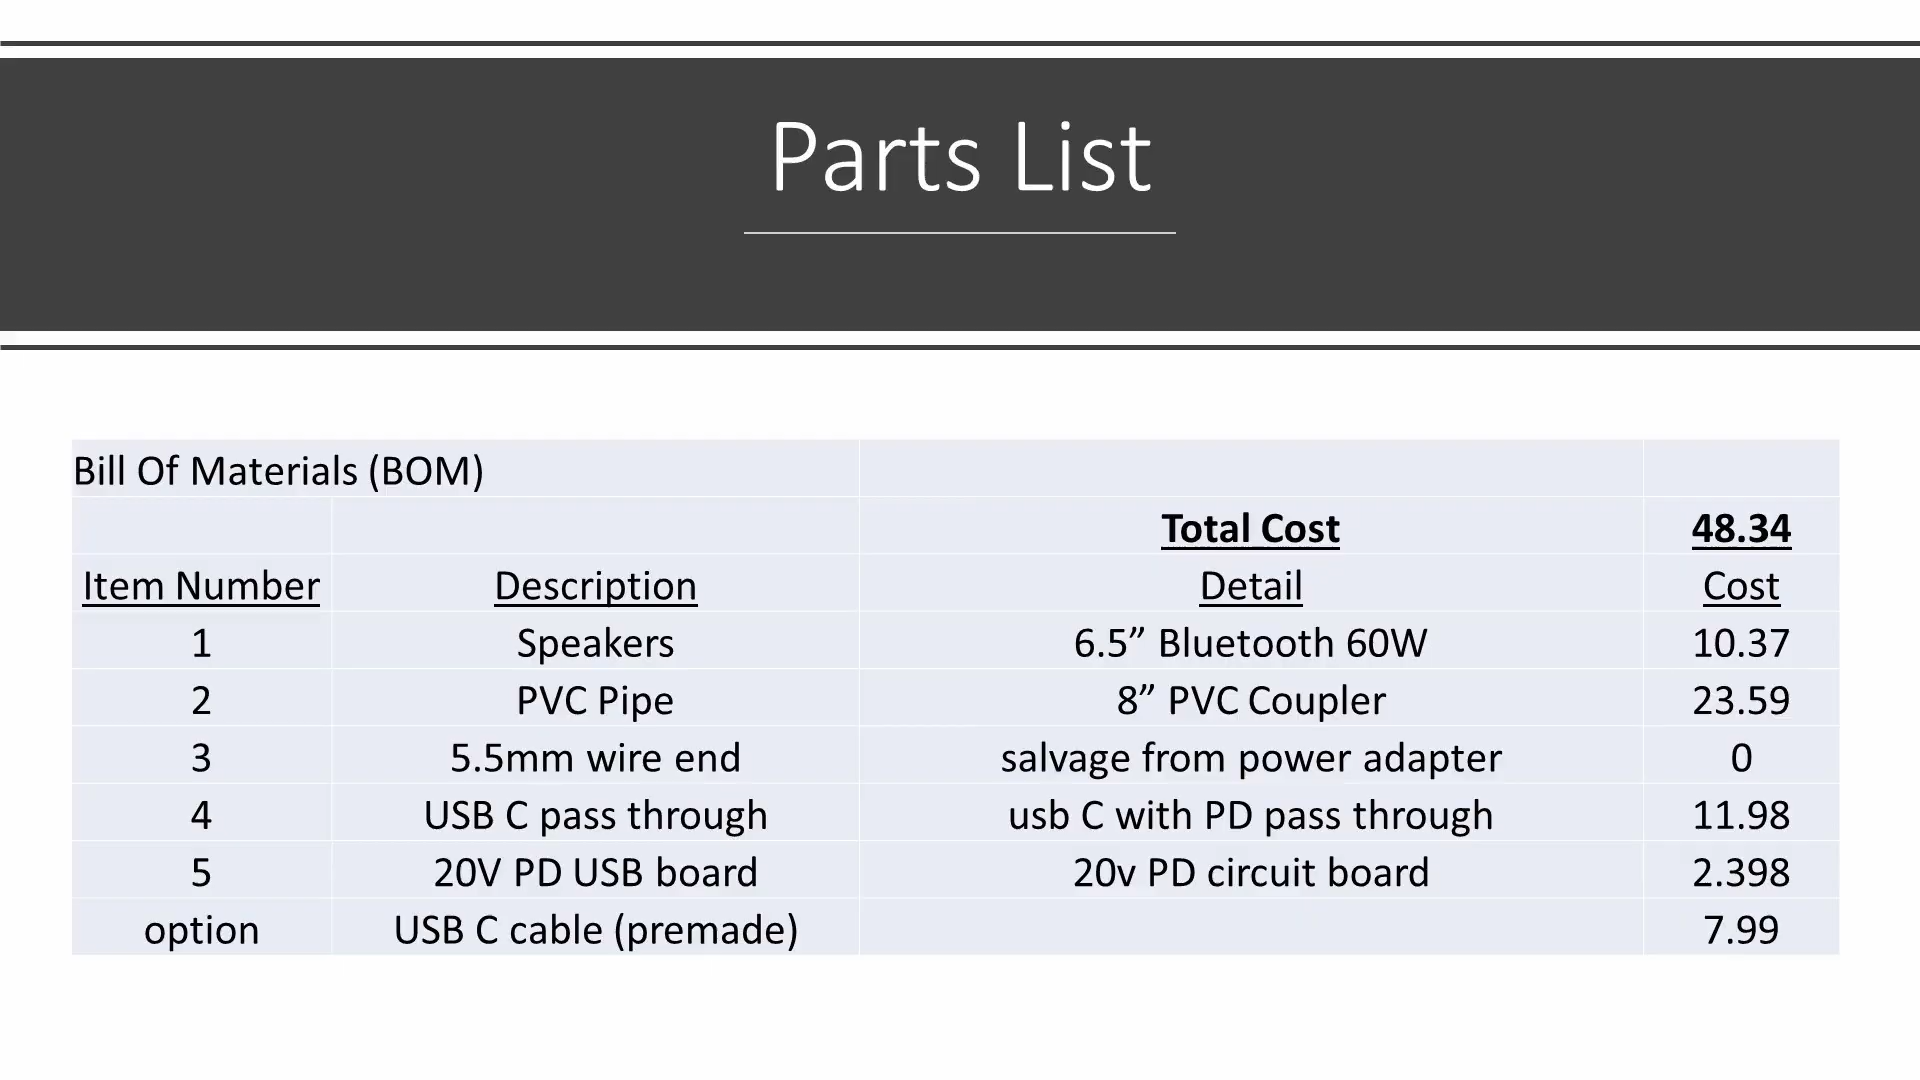 Parts List
Bill Of Materials (BOM)
Total Cost 48.34
Item Number Description Detail Cost
1 Speakers 6.5” Bluetooth 60W 10.37
2 PVC Pipe 8” PVC Coupler 23.59
3 5.5mm wire end salvage from power adapter 0
4 USB C pass through usb C with PD pass through 11.98
5 20V PD USB board 20v PD circuit board 2.398
option USB C cable (premade) 7.99